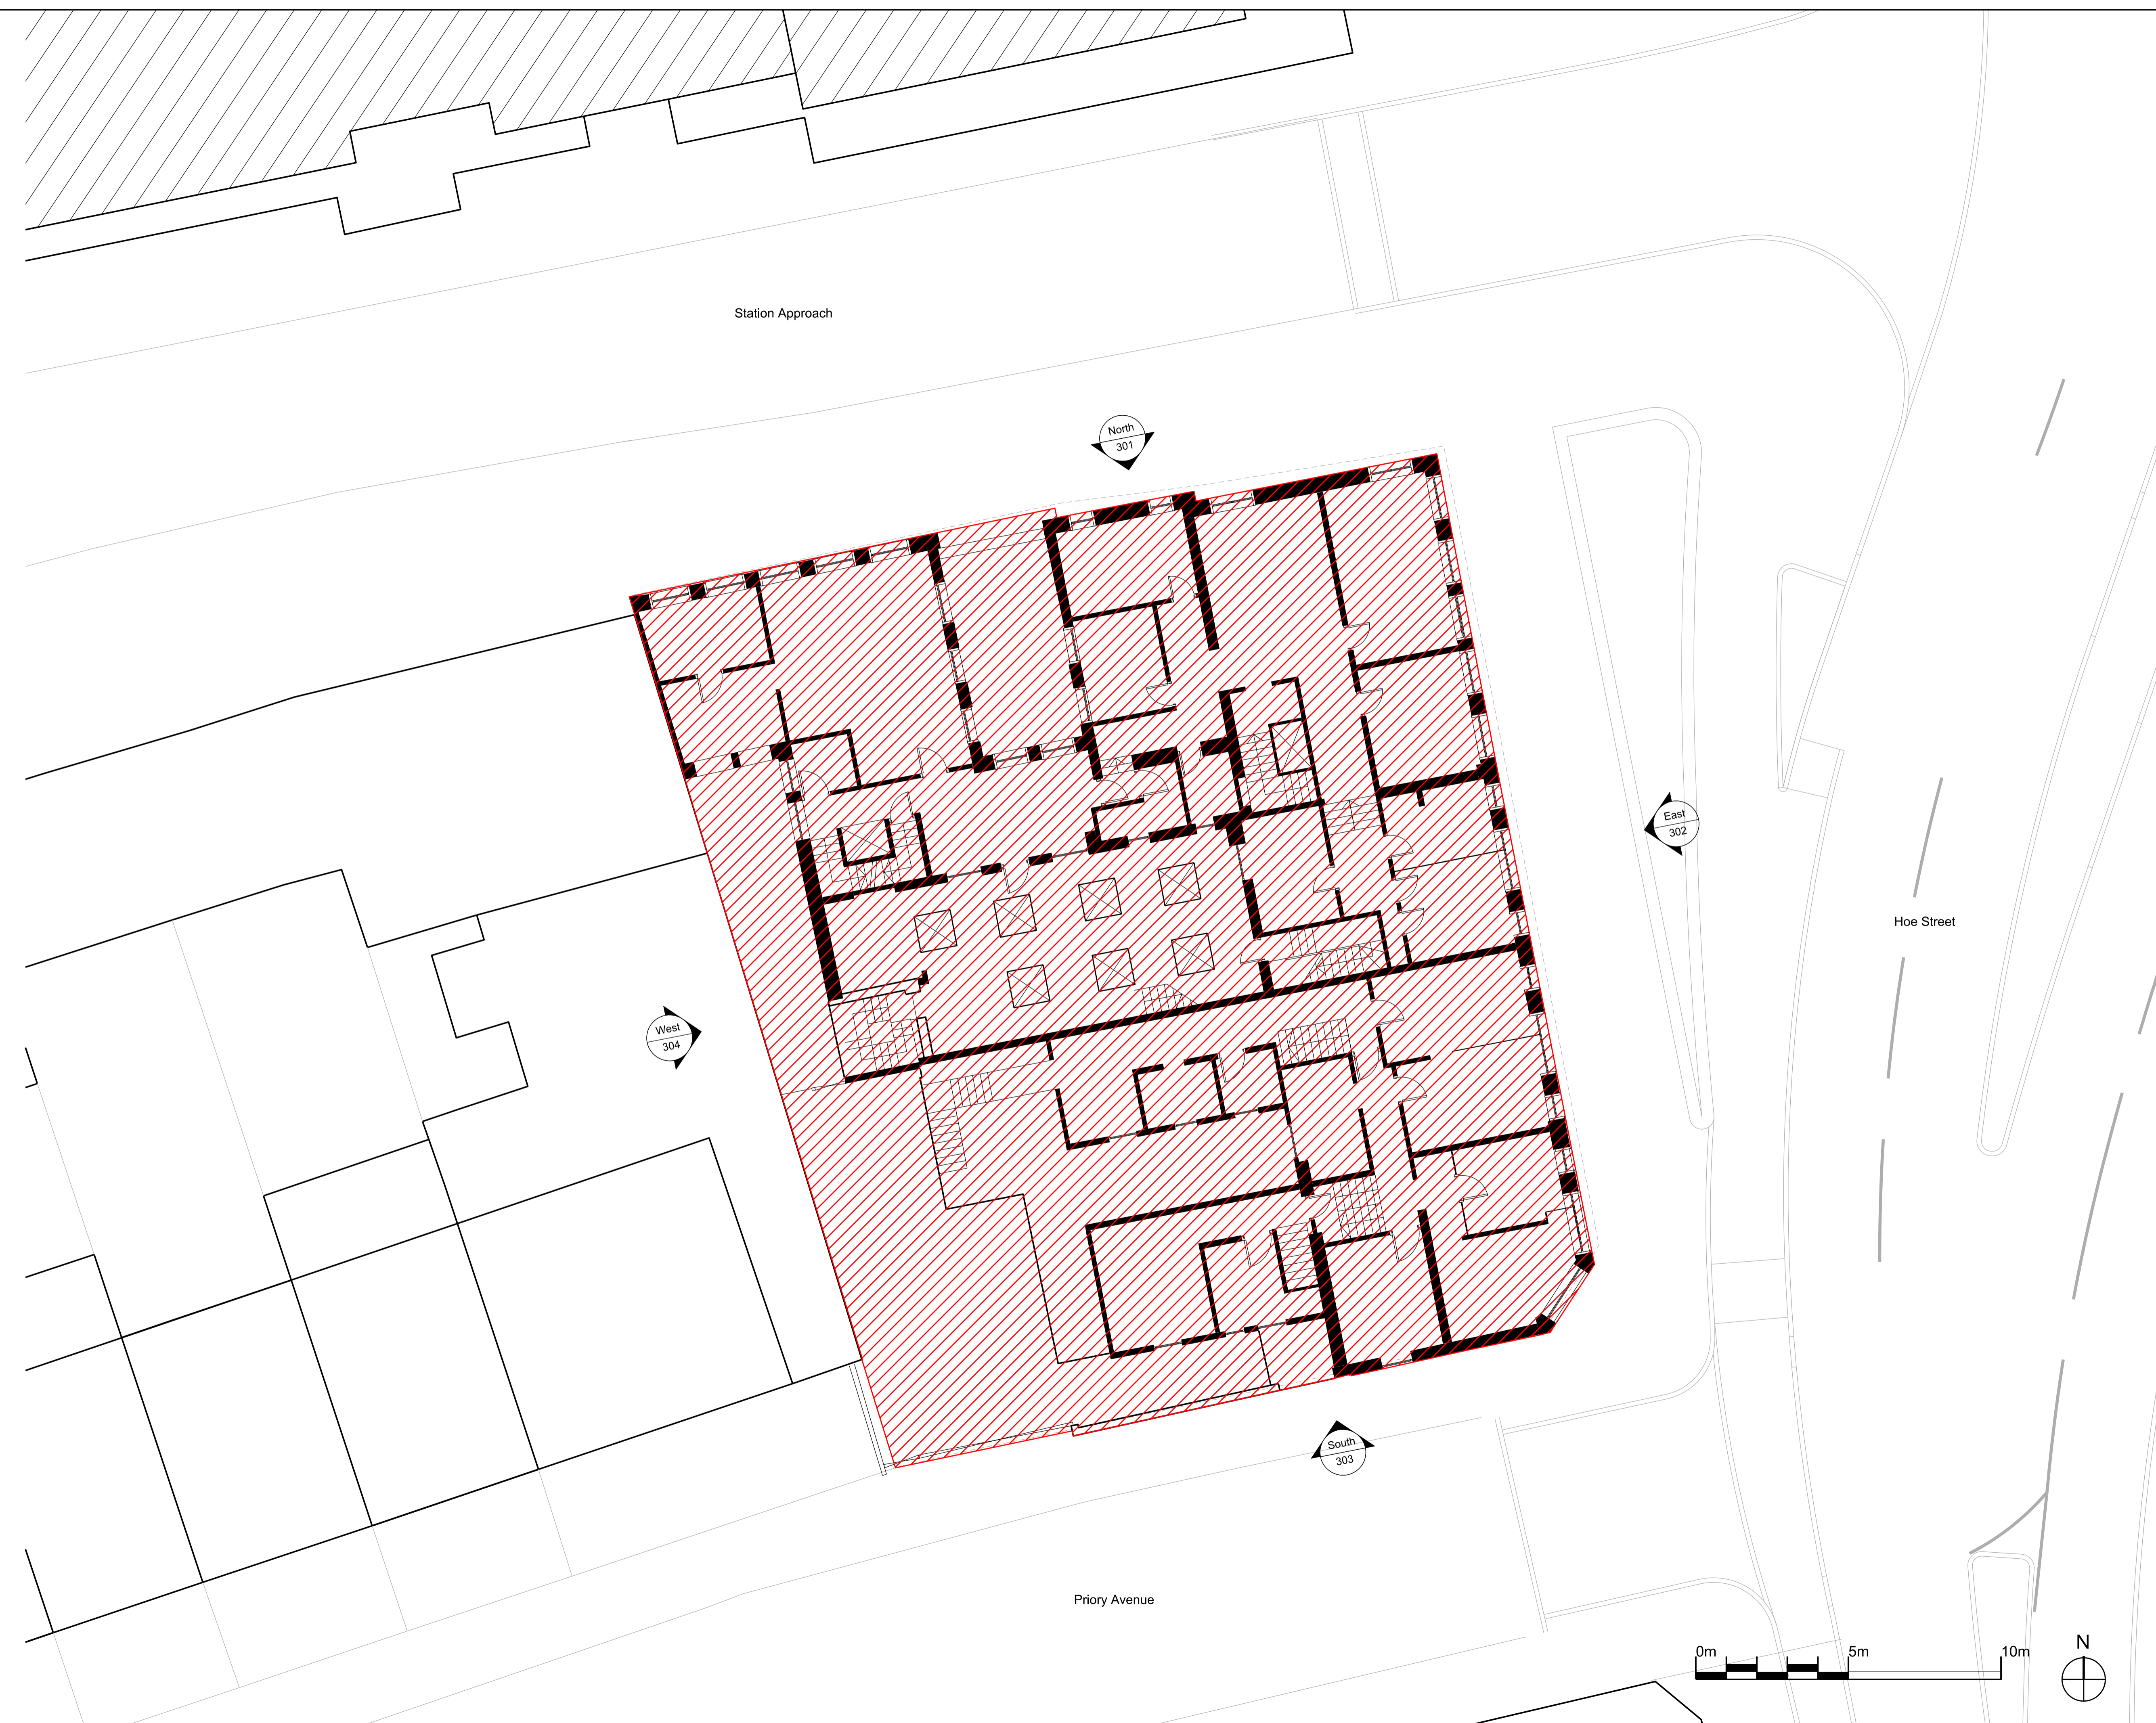 Station Approach
North
301
East
302
Hoe Street
West
304
South
303
Priory Avenue
N
0m 5m 10m